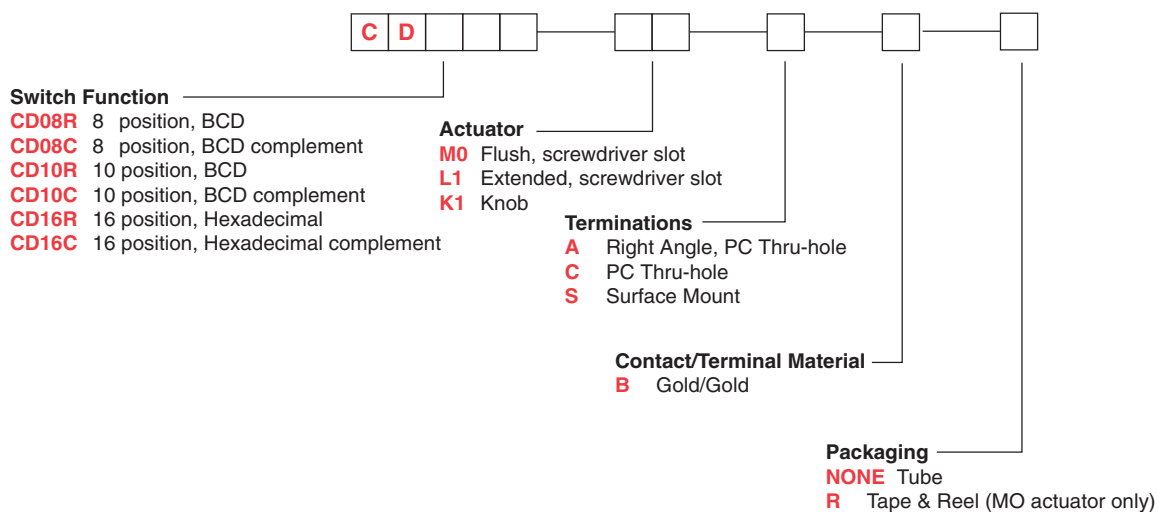 C D
Switch Function
CD08R 8 position, BCD
CD08C 8 position, BCD complement
CD10R 10 position, BCD
CD10C 10 position, BCD complement
CD16R 16 position, Hexadecimal
CD16C 16 position, Hexadecimal complement
Actuator
M0 Flush, screwdriver slot
L1 Extended, screwdriver slot
K1 Knob
Terminations
A Right Angle, PC Thru-hole
C PC Thru-hole
S Surface Mount
Contact/Terminal Material
B Gold/Gold
Packaging
NONE Tube
R Tape & Reel (MO actuator only)